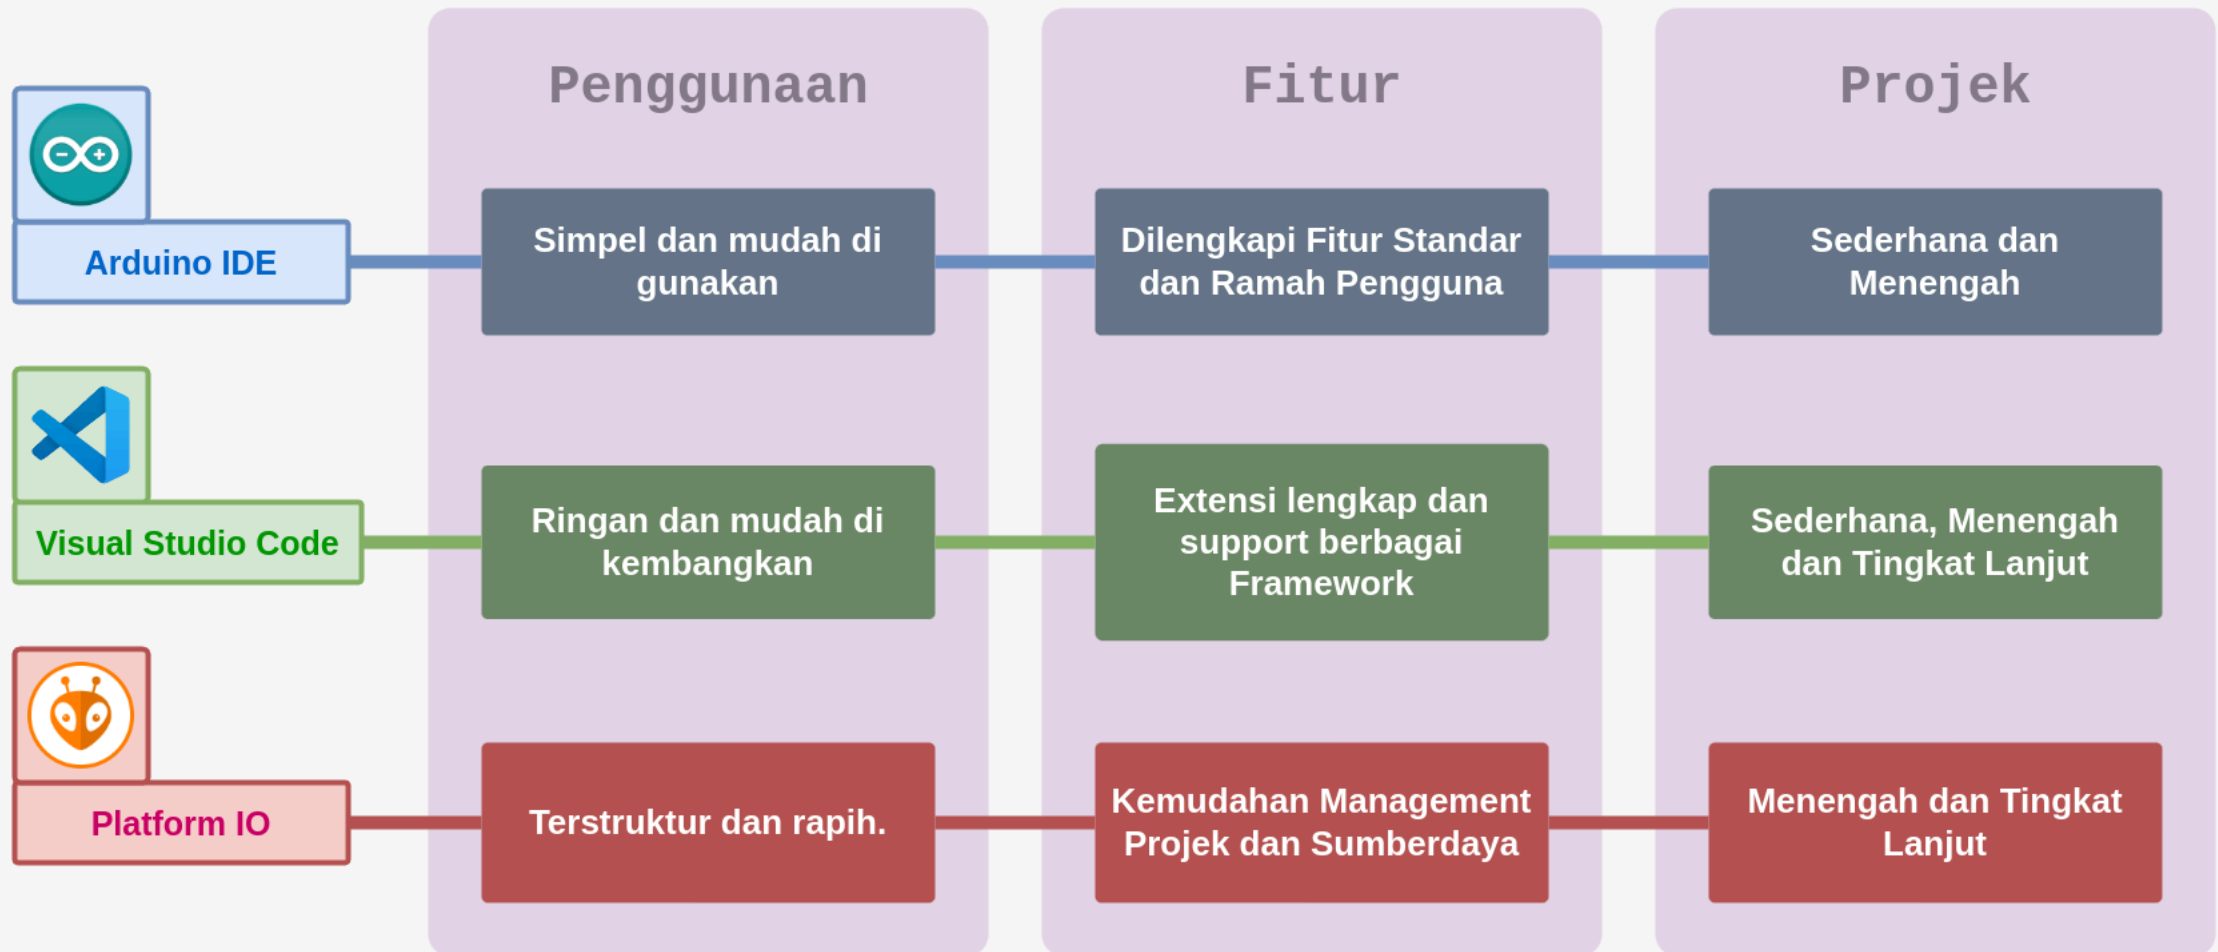 Penggunaan
Fitur
Projek
Arduino IDE
Simpel dan mudah di
gunakan
Dilengkapi Fitur Standar
dan Ramah Pengguna
Sederhana dan
Menengah
Visual Studio Code
Ringan dan mudah di
kembangkan
Extensi lengkap dan
support berbagai
Framework
Sederhana, Menengah
dan Tingkat Lanjut
Platform IO
Terstruktur dan rapih.
Kemudahan Management
Projek dan Sumberdaya
Menengah dan Tingkat
Lanjut